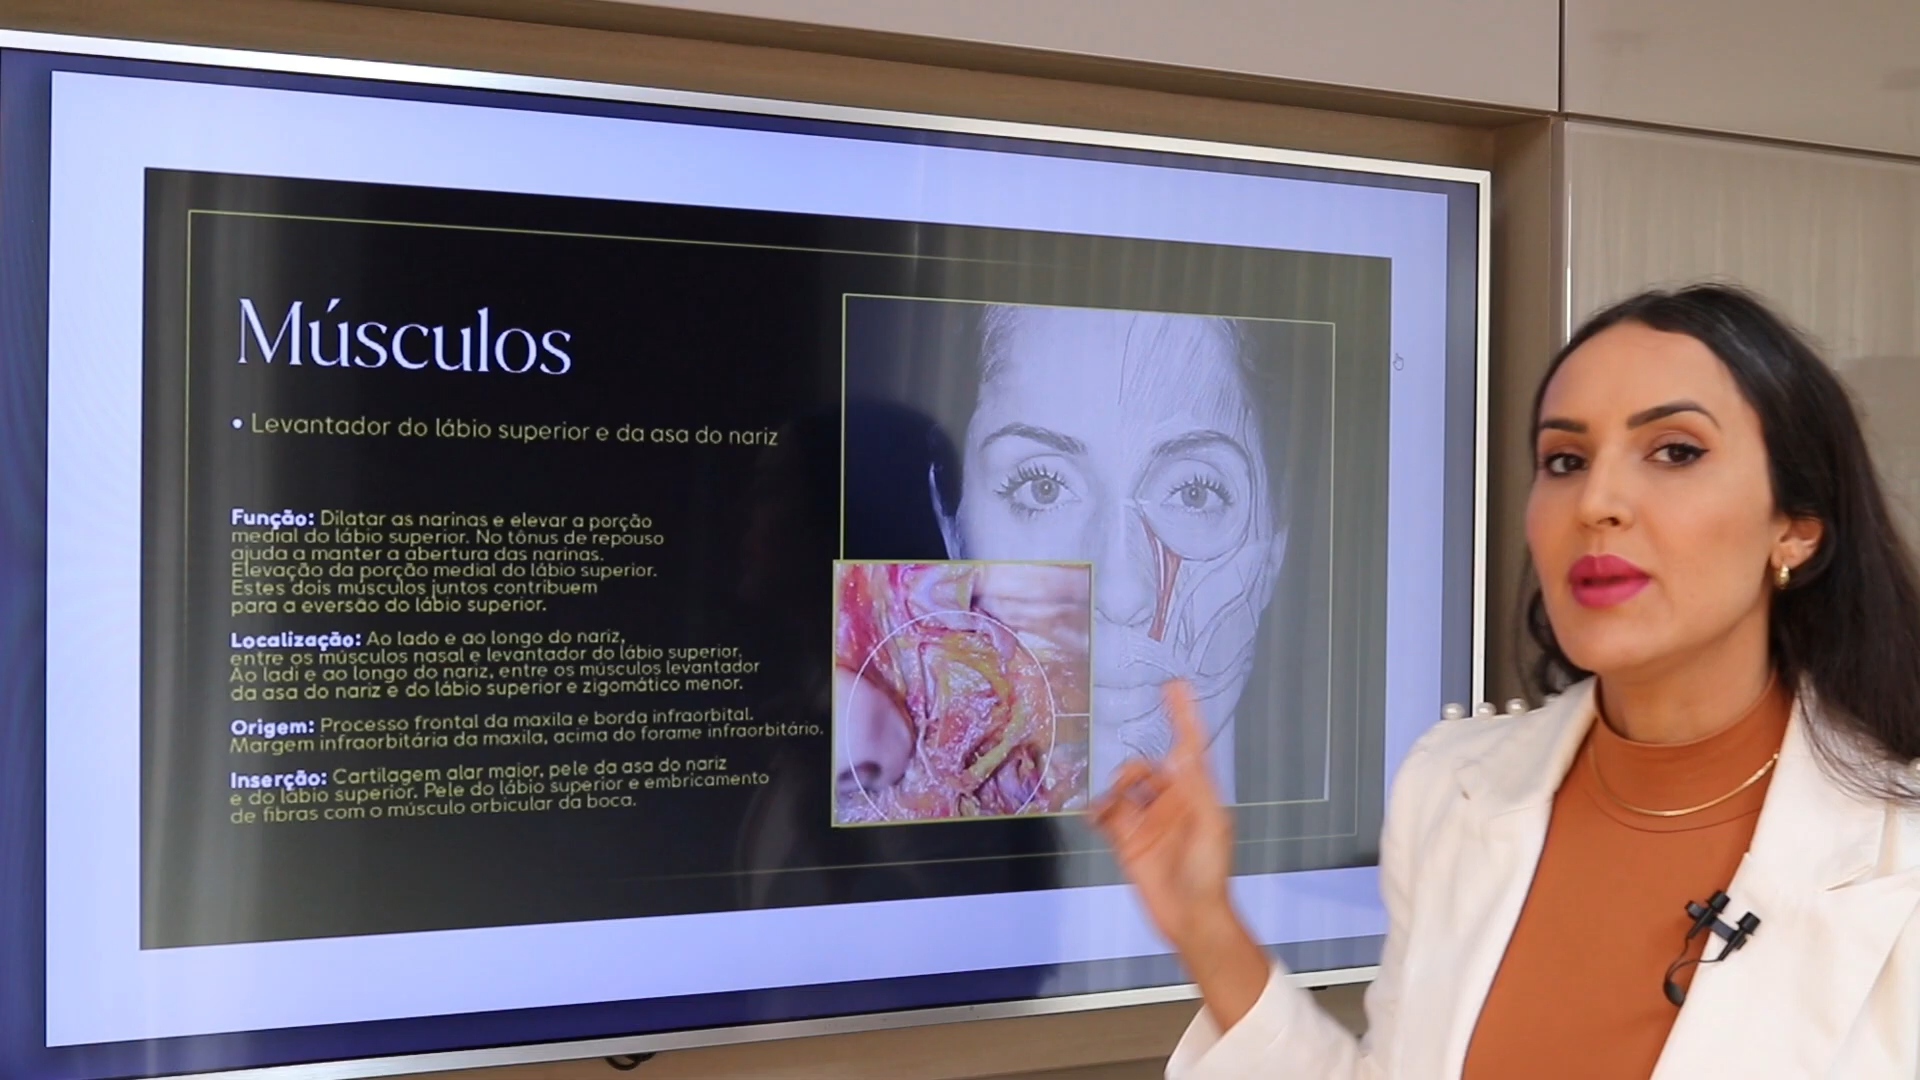 Músculos
• Levantador do lábio superior e da asa do nariz
Função: Dilatar as narinas e elevar a porção
medial do lábio superior. No tônus de repouso
ajuda a manter a abertura das narinas.
Elevação da porção medial do lábio superior.
Estes dois músculos juntos contribuem
para a eversão do lábio superior.
Localização: Ao lado e ao longo do nariz,
entre os músculos nasal e levantador do lábio superior.
Ao ladi e ao longo do nariz, entre os músculos levantador
da asa do nariz e do lábio superior e zigomático menor.
Origem: Processo frontal da maxila e borda infraorbital.
Margem infraorbitária da maxila, acima do forame infraorbitário.
Inserção: Cartilagem alar maior, pele da asa do nariz
e do lábio superior. Pele do lábio superior e embricamento
de fibras com o músculo orbicular da boca.